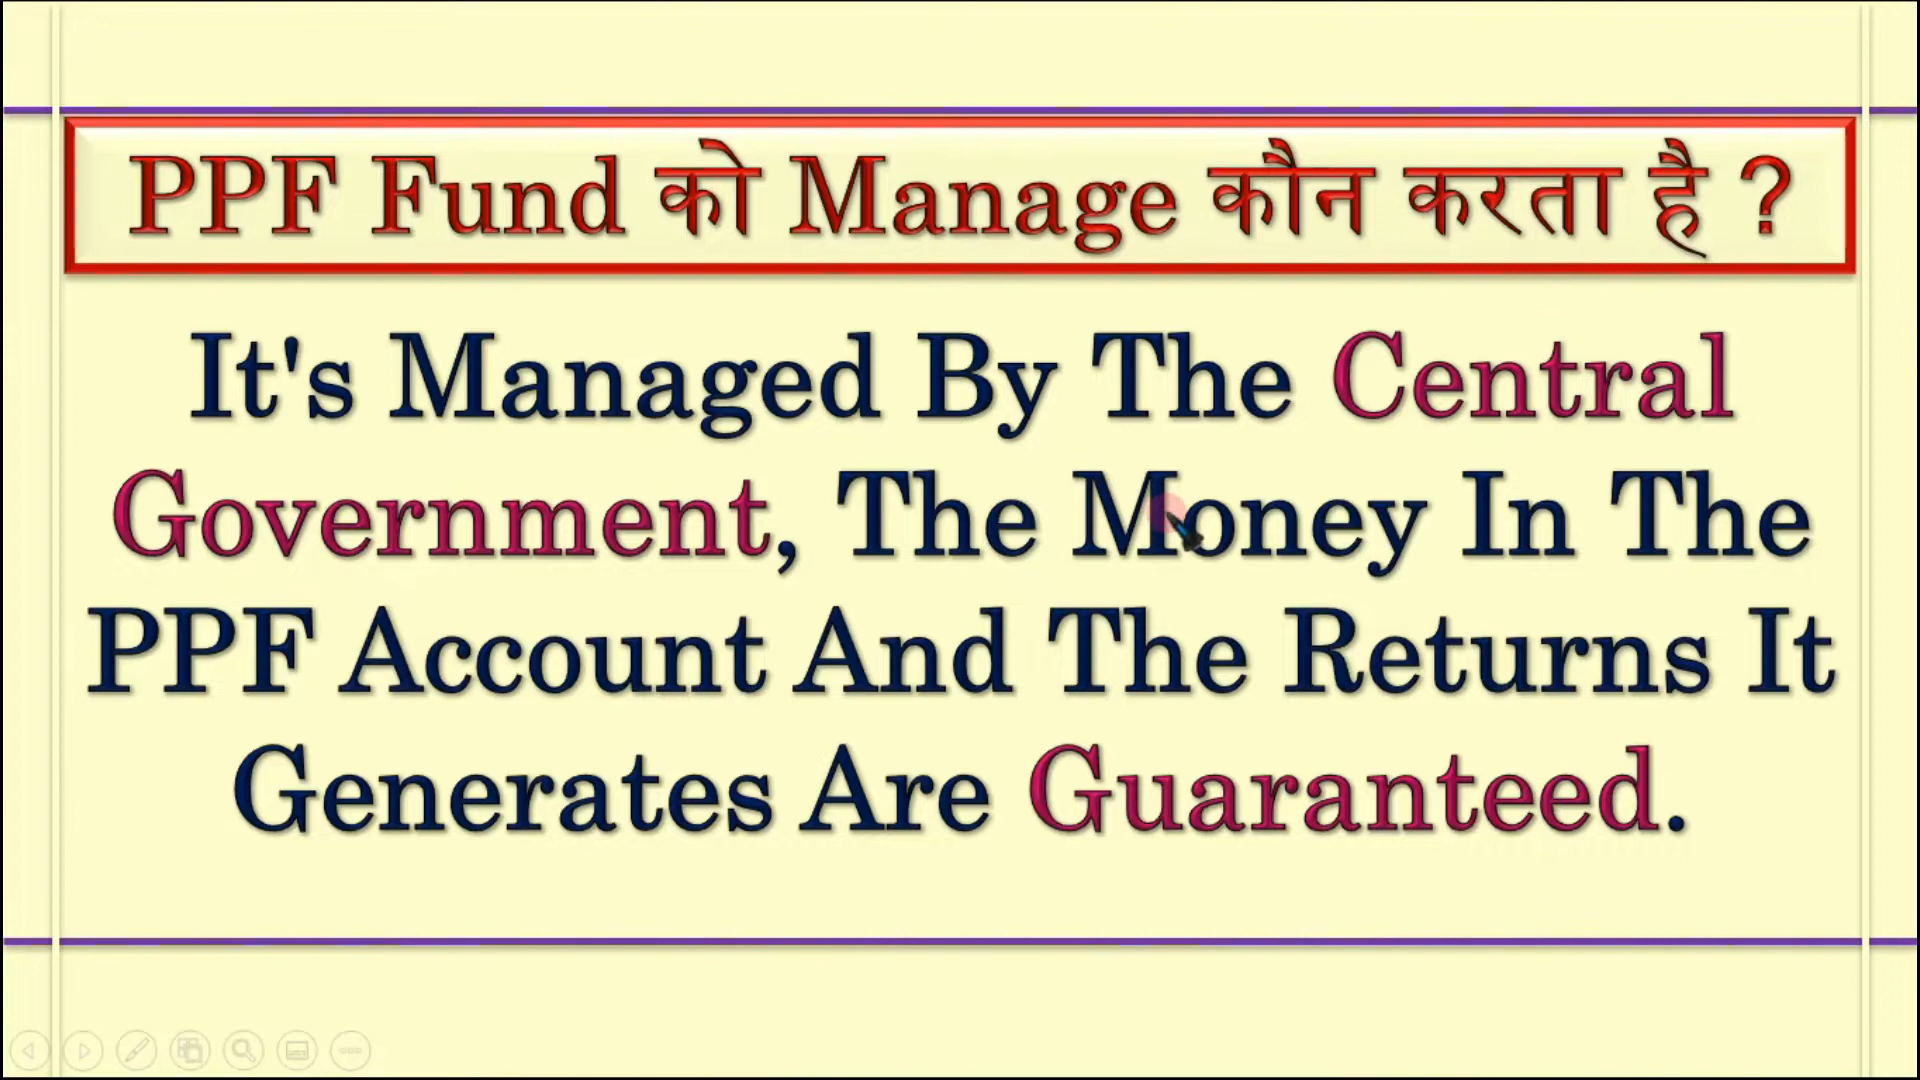 PPF Fund को Manage कौन करता है ?
It's Managed By The Central
Government, The Money In The
PPF Account And The Returns It
Generates Are Guaranteed.